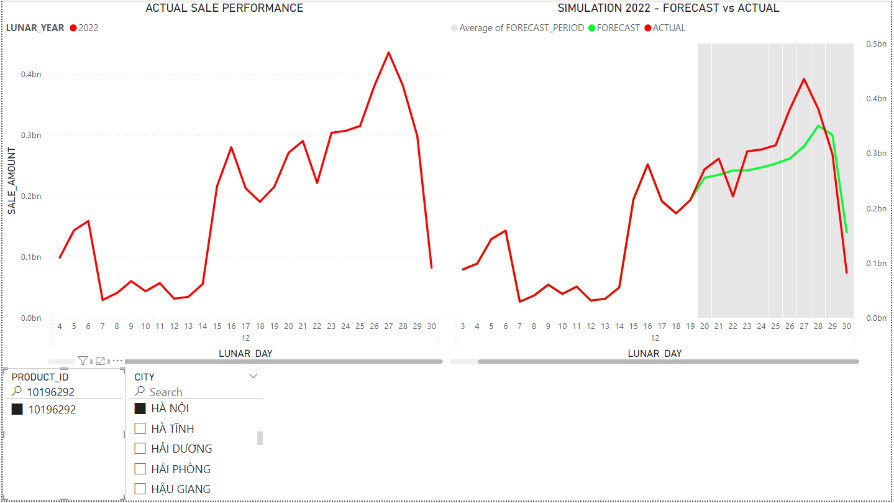 ACTUAL SALE PERFORMANCE
LUNAR_YEAR 2022
SALE_AMOUNT
0.4bn
0.3bn
0.2bn
0.1bn
0.0bn
4 5 6 7 8 9 10 11 12 13 14 15 16 17 18 19 20 21 22 23 24 25 26 27 28 29 30
12
LUNAR_DAY
SIMULATION 2022 - FORECAST vs ACTUAL
Average of FORECAST_PERIOD FORECAST ACTUAL
0.5bn
0.4bn
0.3bn
0.2bn
0.1bn
0.0bn
3 4 5 6 7 8 9 10 11 12 13 14 15 16 17 18 19 20 21 22 23 24 25 26 27 28 29 30
12
LUNAR_DAY
PRODUCT_ID
10196292
10196292
CITY
Search
HÀ NỘI
HÀ TĨNH
HẢI DƯƠNG
HẢI PHÒNG
HẬU GIANG